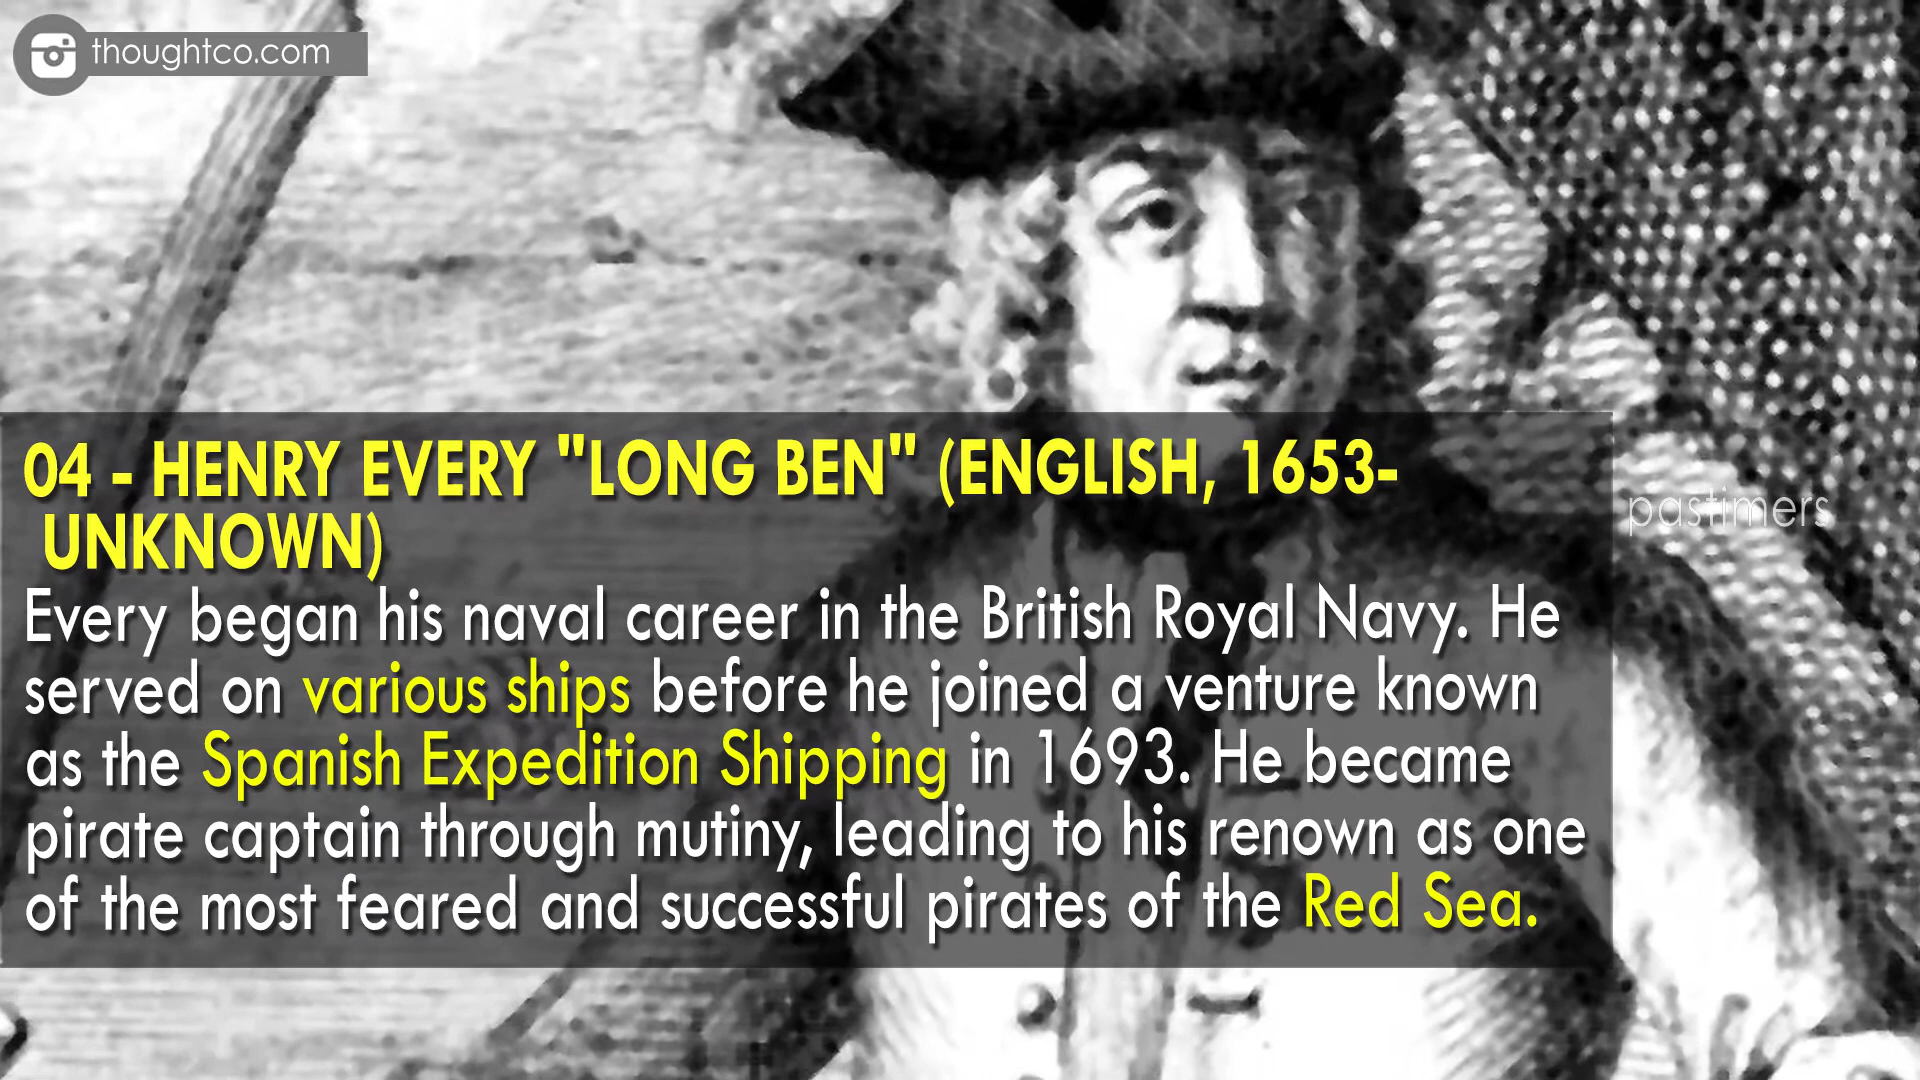 thoughtco.com
04 - HENRY EVERY "LONG BEN" (ENGLISH, 1653-
UNKNOWN)
pastimers
Every began his naval career in the British Royal Navy. He
served on various ships before he joined a venture known
as the Spanish Expedition Shipping in 1693. He became
pirate captain through mutiny, leading to his renown as one
of the most feared and successful pirates of the Red Sea.